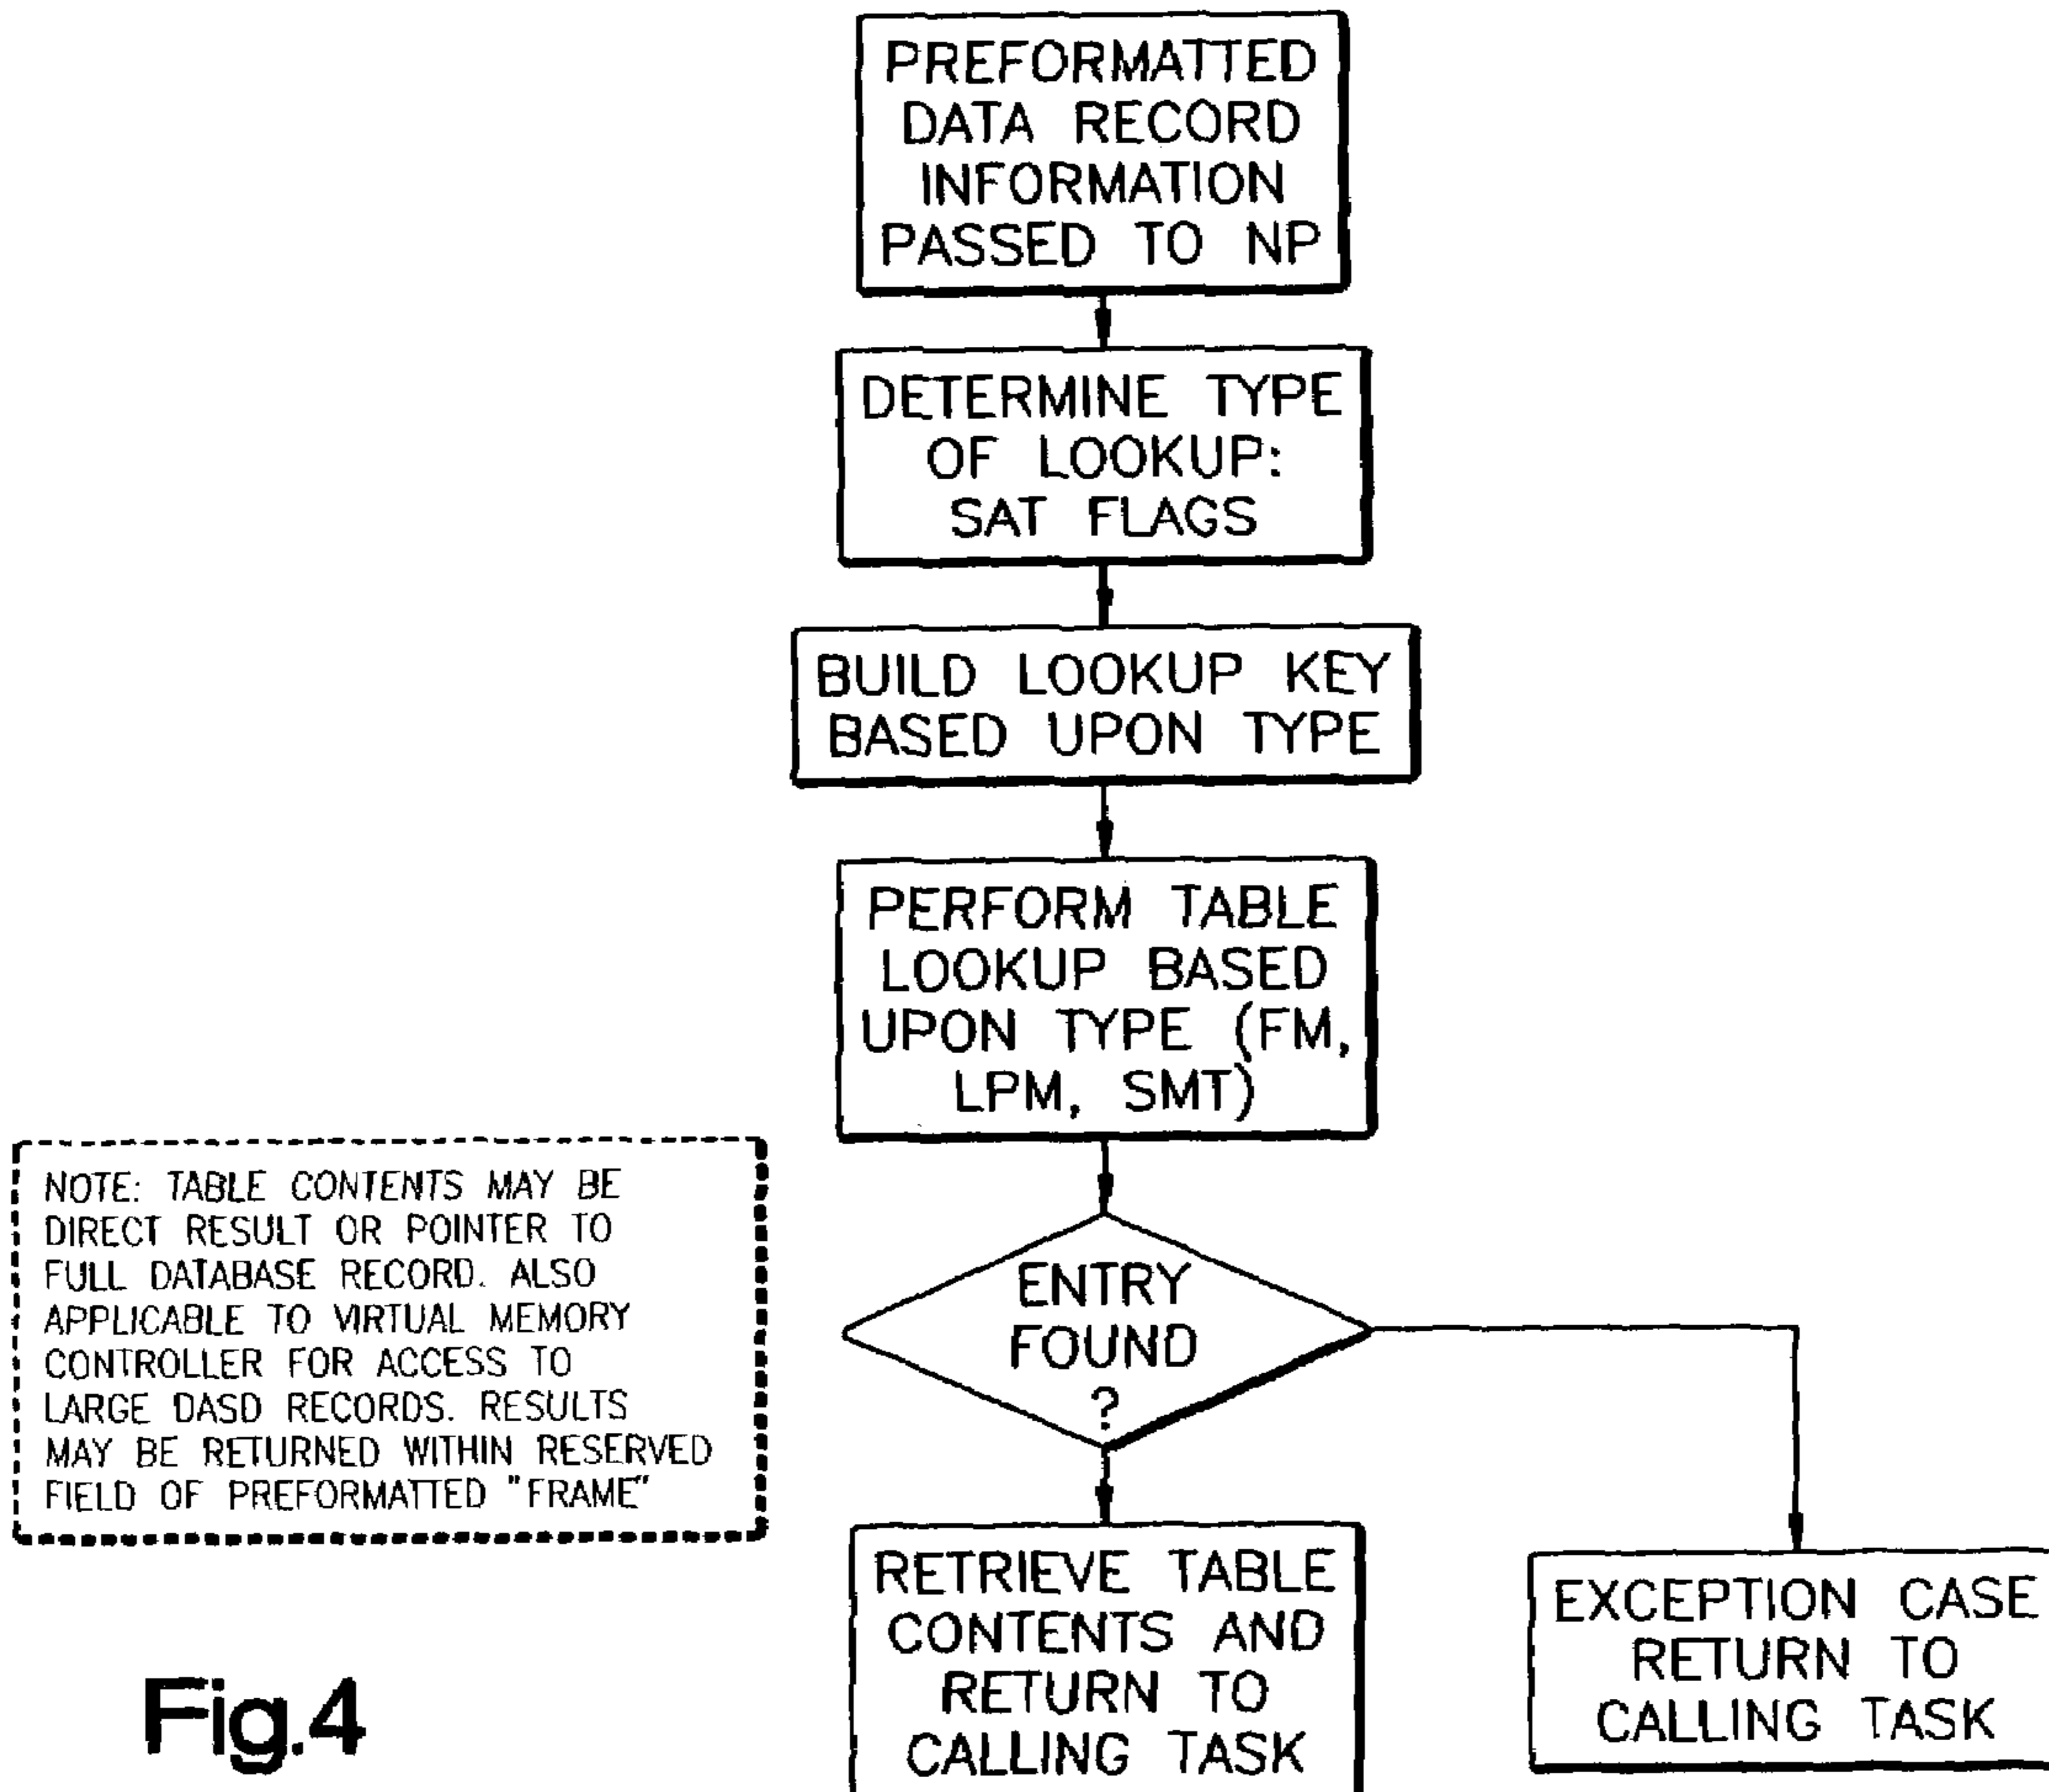 PREFORMATTED
DATA RECORD
INFORMATION
PASSED TO NP
DETERMINE TYPE
OF LOOKUP:
SAT FLAGS
BUILD LOOKUP KEY
BASED UPON TYPE
PERFORM TABLE
LOOKUP BASED
UPON TYPE (FM,
LPM, SMT)
NOTE: TABLE CONTENTS MAY BE
DIRECT RESULT OR POINTER TO
FULL DATABASE RECORD. ALSO
APPLICABLE TO VIRTUAL MEMORY
CONTROLLER FOR ACCESS TO
LARGE DASD RECORDS. RESULTS
MAY BE RETURNED WITHIN RESERVED
FIELD OF PREFORMATTED "FRAME"
ENTRY
FOUND
?
RETRIEVE TABLE
CONTENTS AND
RETURN TO
CALLING TASK
EXCEPTION CASE
RETURN TO
CALLING TASK
Fig.4